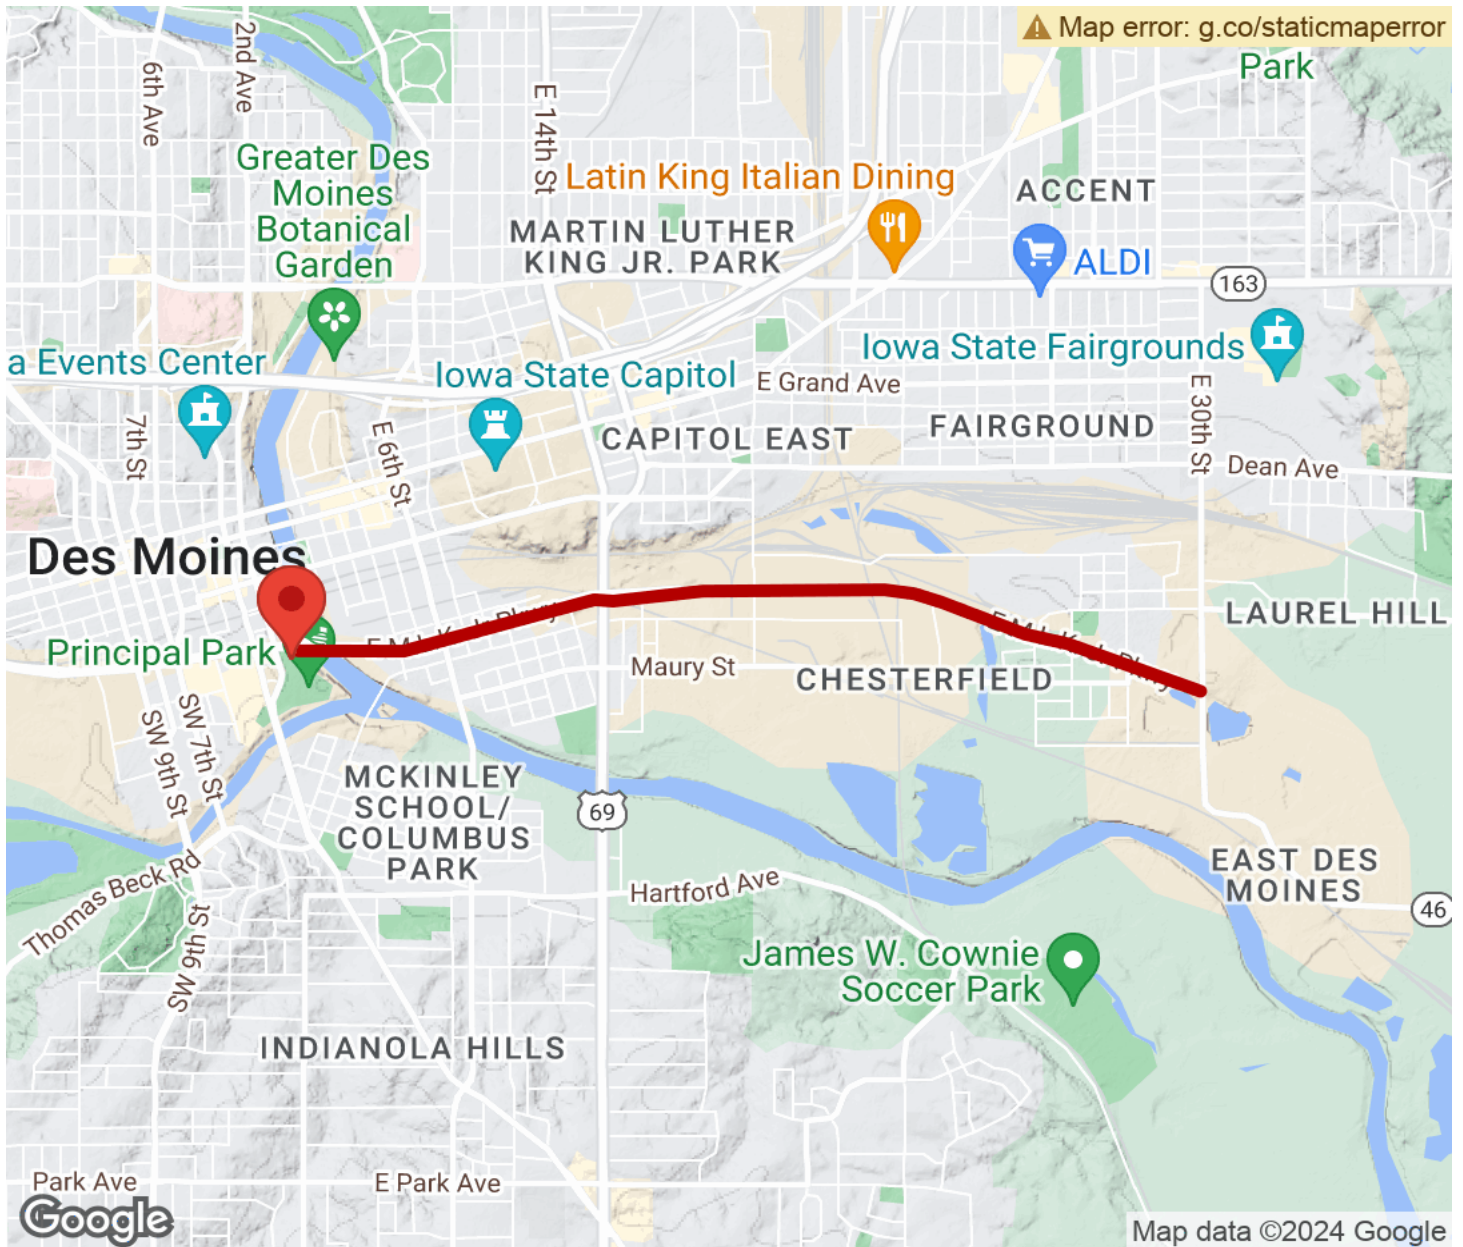 Map error: g.co/staticmaperror
Park
2nd Ave
6th Ave
E 14th St
Greater Des
Moines
Botanical
Garden
Latin King Italian Dining
ACCENT
MARTIN LUTHER
KING JR. PARK
ALDI
163
a Events Center
Iowa State Capitol
Iowa State Fairgrounds
E Grand Ave
E 30th St
7th St
E 6th St
CAPITOL EAST
FAIRGROUND
Dean Ave
Des Moines
LAUREL HILL
Principal Park
Maury St
CHESTERFIELD
SW 9th St
SW 7th St
MCKINLEY
SCHOOL/
COLUMBUS
PARK
69
Thomas Beck Rd
Hartford Ave
EAST DES
MOINES
46
SW 9th St
James W. Cownie
Soccer Park
INDIANOLA HILLS
Park Ave
E Park Ave
Google
Map data ©2024 Google